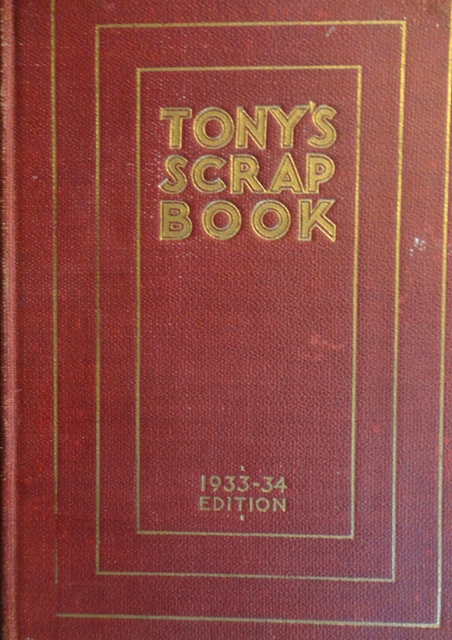 TONY'S
SCRAP
BOOK
1933-34
EDITION